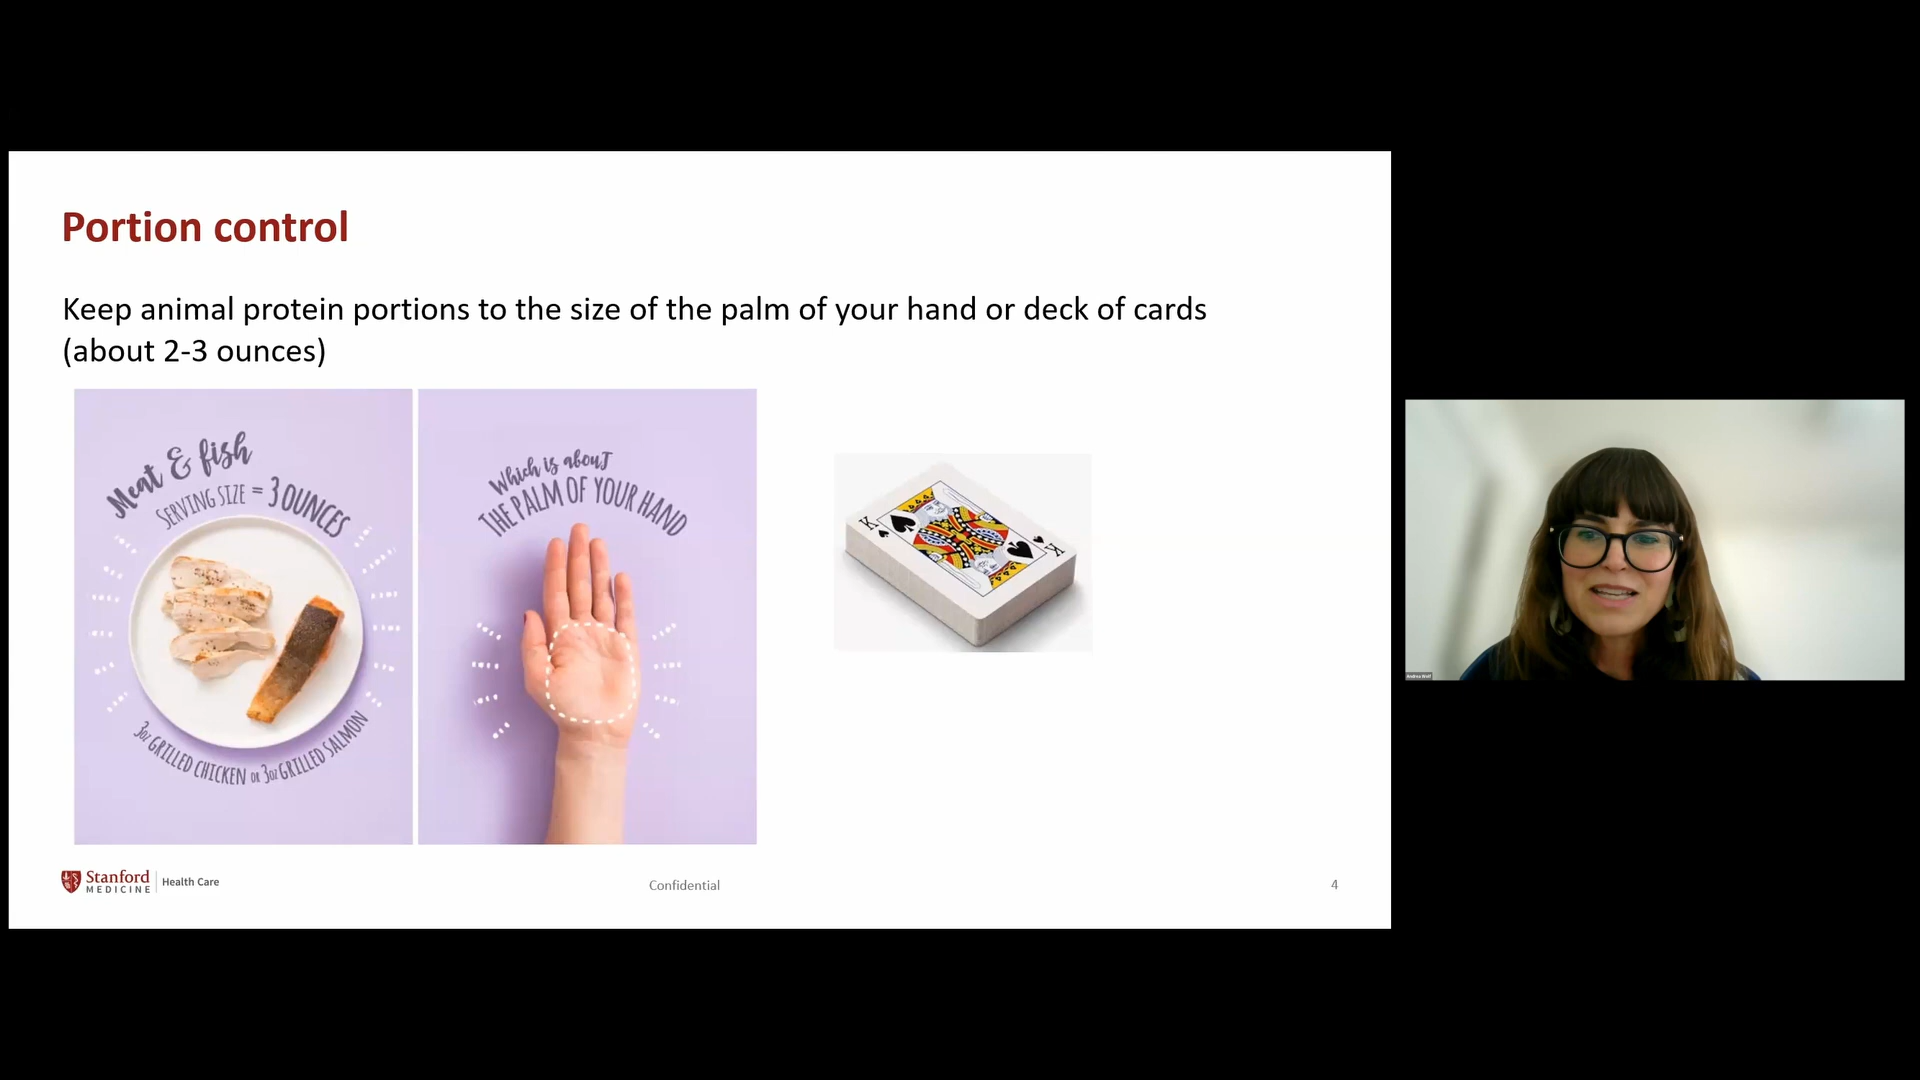 Portion control
Keep animal protein portions to the size of the palm of your hand or deck of cards
(about 2-3 ounces)
Meat & fish
SERVING SIZE = 3 OUNCES
3oz GRILLED CHICKEN or 3oz GRILLED SALMON
Which is about
THE PALM OF YOUR HAND
K
K
Stanford
MEDICINE
Health Care
Confidential
4
Andrea Wolf